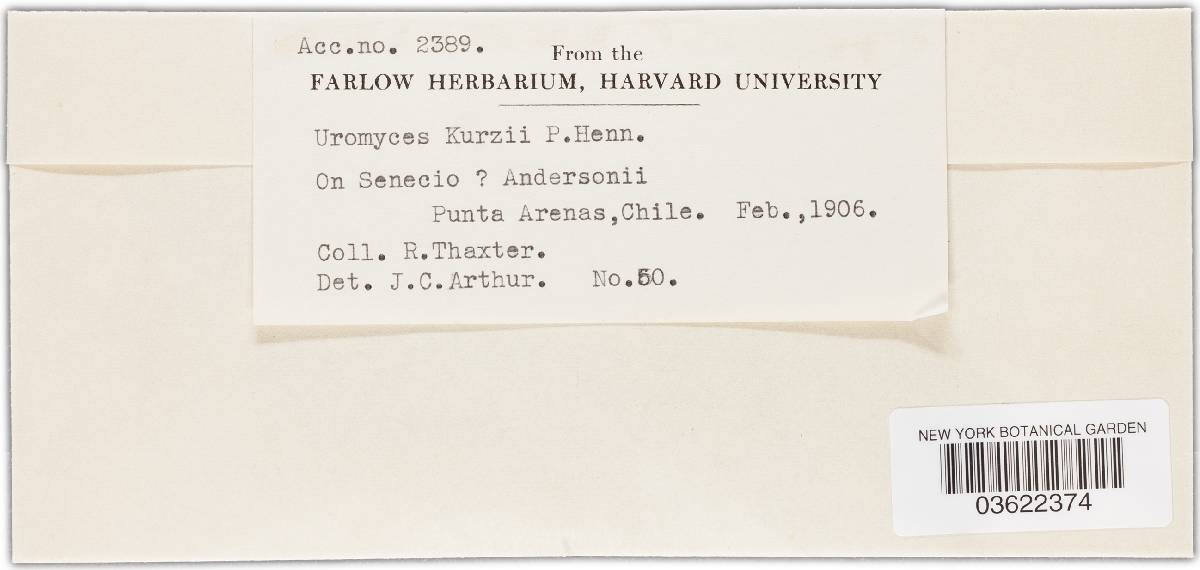 Acc.no. 2389.
From the
FARLOW HERBARIUM, HARVARD UNIVERSITY
Uromyces Kurzii P.Henn.
On Senecio ? Andersonii
Punta Arenas,Chile. Feb.,1906.
Coll. R.Thaxter.
Det. J.C.Arthur. No.50.
NEW YORK BOTANICAL GARDEN
03622374